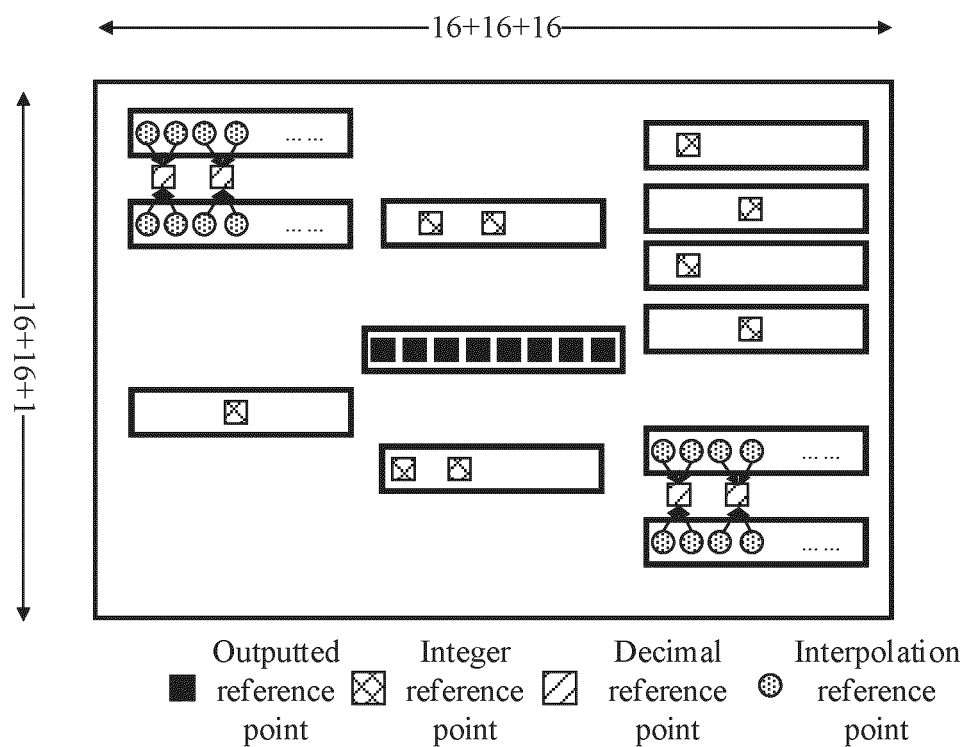 16+16+16
... ...
... ...
16+16+1
... ...
... ...
Outputted reference point
Integer reference point
Decimal reference point
Interpolation reference point